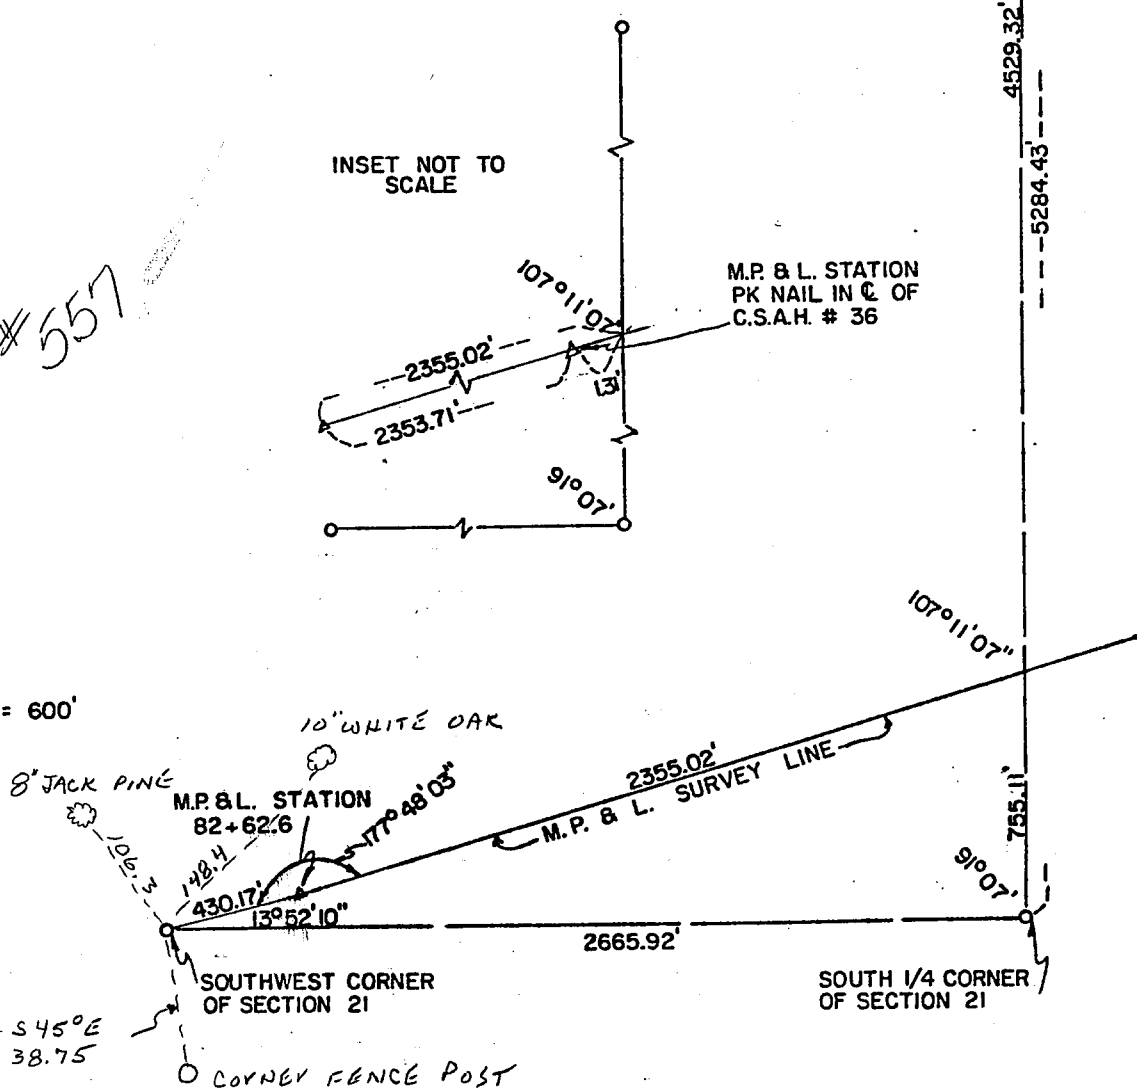 4529.32'
5284.43'
INSET NOT TO
SCALE
# 557
107°11'07"
M.P. & L. STATION
PK NAIL IN ℄ OF
C.S.A.H. # 36
2355.02'
1.31'
2353.71'
91°07'
107°11'07"
= 600'
10" WHITE OAK
8" JACK PINE
M.P. & L. STATION
82+62.6
177°48'03"
2355.02'
M.P. & L. SURVEY LINE
755.11"
106.3
148.4
430.17'
13°52'10"
91°07'
2665.92'
SOUTHWEST CORNER
OF SECTION 21
SOUTH 1/4 CORNER
OF SECTION 21
S 45° E
38.75
CORNER FENCE POST